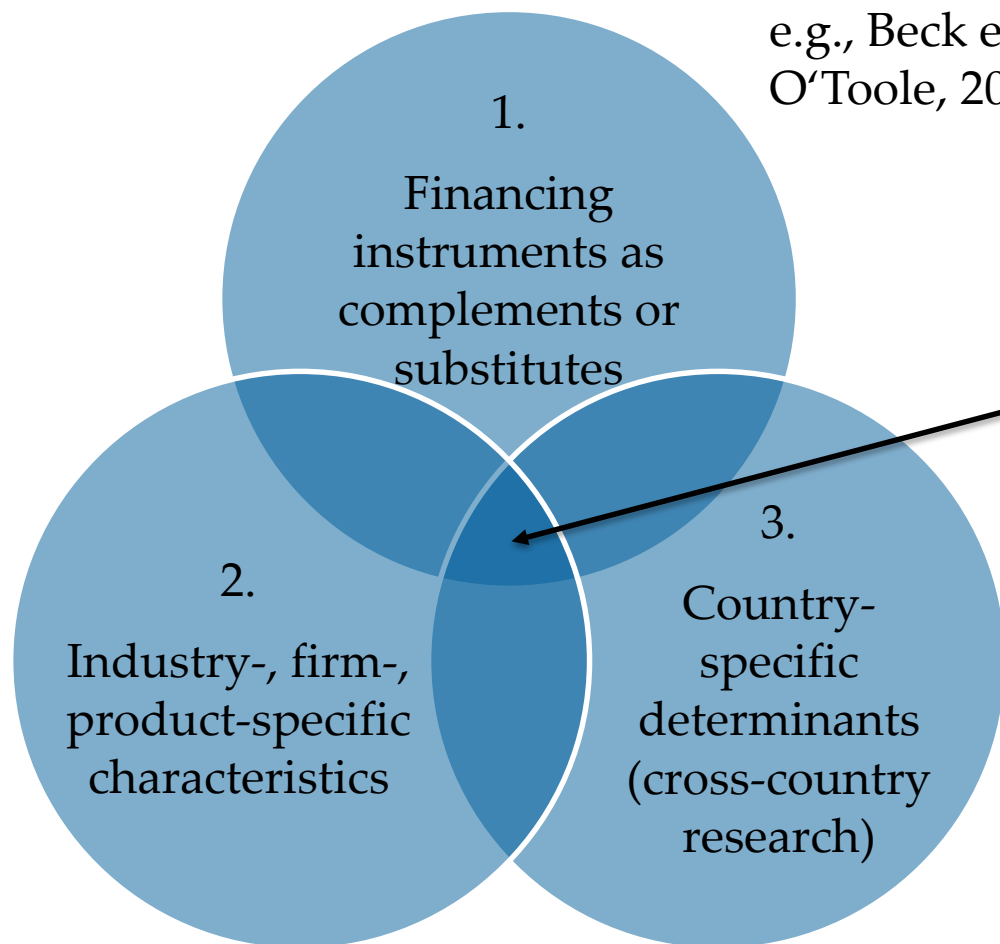 e.g., Beck e
O‘Toole, 20
1.
Financing
instruments as
complements or
substitutes
2.
Industry-, firm-,
product-specific
characteristics
3.
Country-
specific
determinants
(cross-country
research)